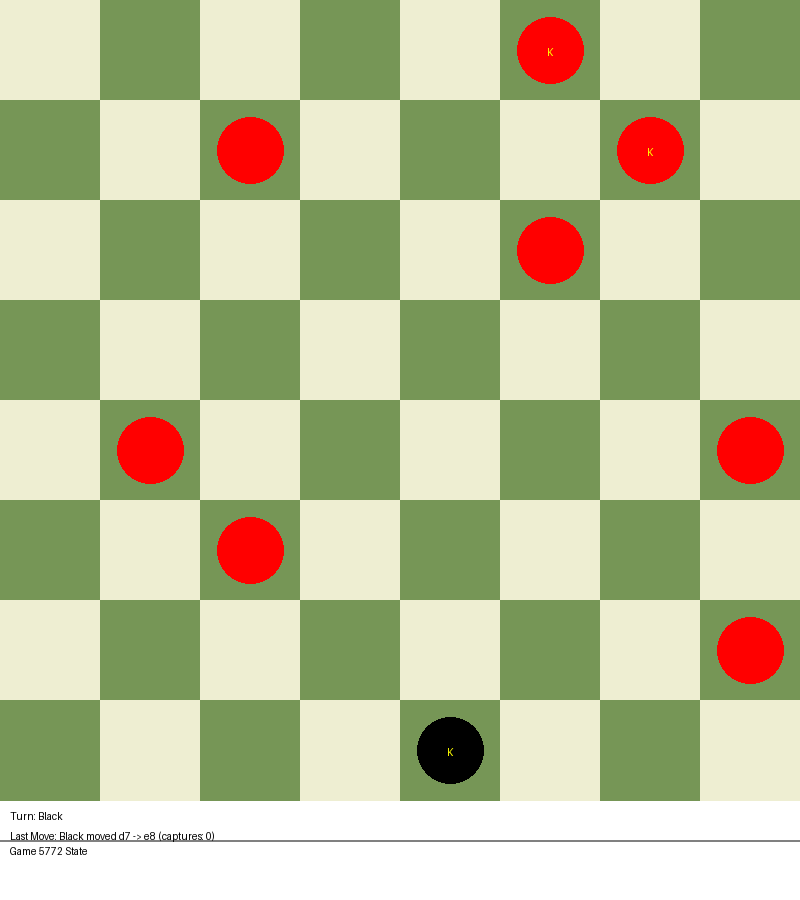 K
K
K
Turn: Black
Last Move: Black moved d7 -> e8 (captures: 0)
Game 5772 State